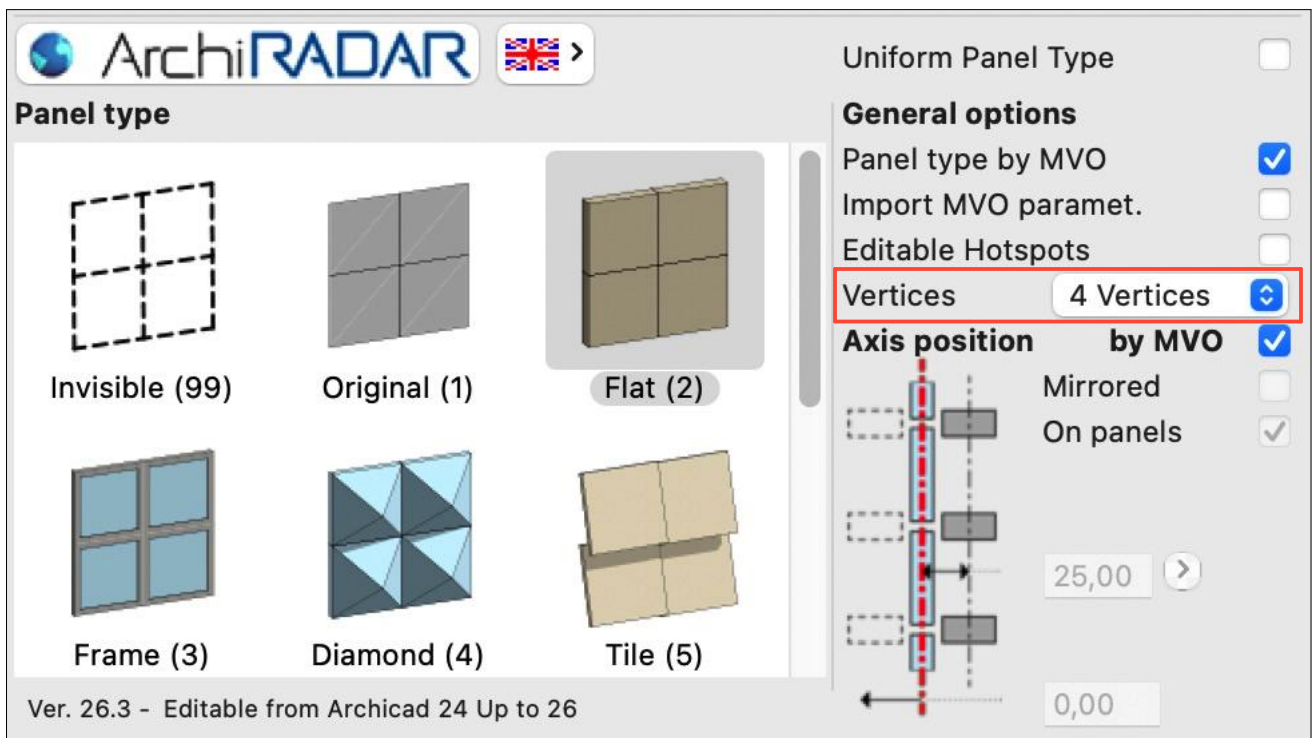 ArchiRADAR
Panel type
Invisible (99)
Original (1)
Flat (2)
Frame (3)
Diamond (4)
Tile (5)
Ver. 26.3 - Editable from Archicad 24 Up to 26
Uniform Panel Type
General options
Panel type by MVO
Import MVO paramet.
Editable Hotspots
Vertices 4 Vertices
Axis position by MVO
Mirrored
On panels
25,00
0,00